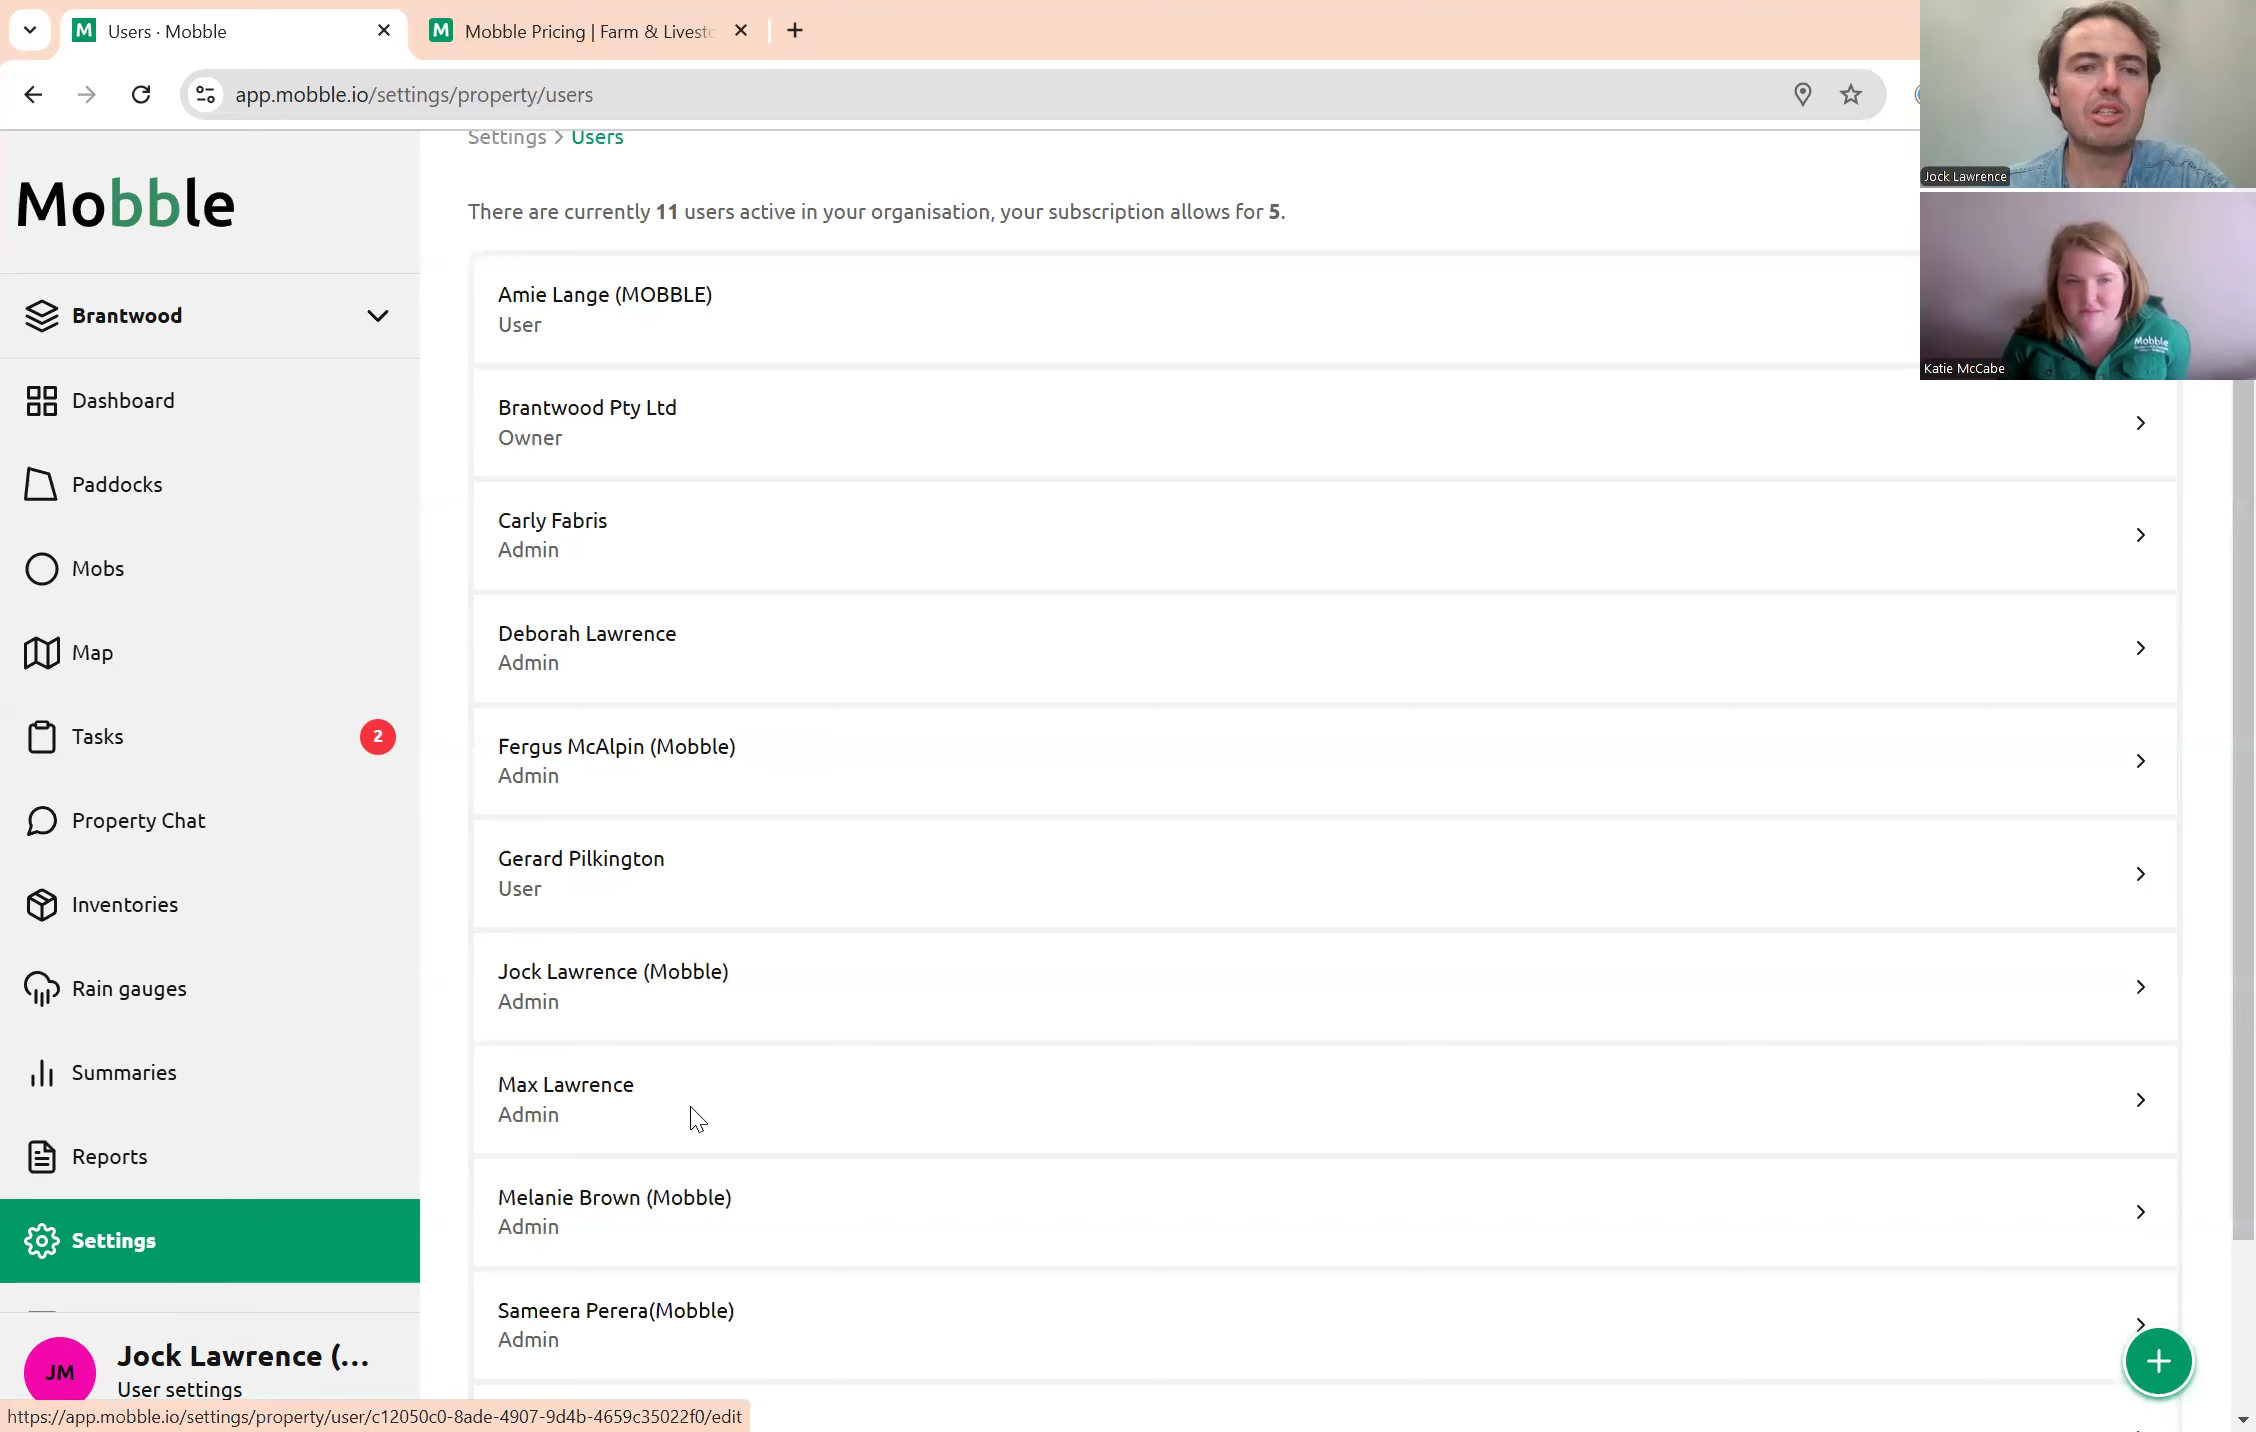 Users · Mobble
Mobble Pricing | Farm & Livestc
app.mobble.io/settings/property/users
Jock Lawrence
Mobble
Katie McCabe
Mobble
Brantwood
Dashboard
Paddocks
Mobs
Map
Tasks
2
Property Chat
Inventories
Rain gauges
Summaries
Reports
Settings
JM
Jock Lawrence (...
User settings
https://app.mobble.io/settings/property/user/c12050c0-8ade-4907-9d4b-4659c35022f0/edit
Settings > Users
There are currently 11 users active in your organisation, your subscription allows for 5.
Amie Lange (MOBBLE)
User
Brantwood Pty Ltd
Owner
Carly Fabris
Admin
Deborah Lawrence
Admin
Fergus McAlpin (Mobble)
Admin
Gerard Pilkington
User
Jock Lawrence (Mobble)
Admin
Max Lawrence
Admin
Melanie Brown (Mobble)
Admin
Sameera Perera(Mobble)
Admin